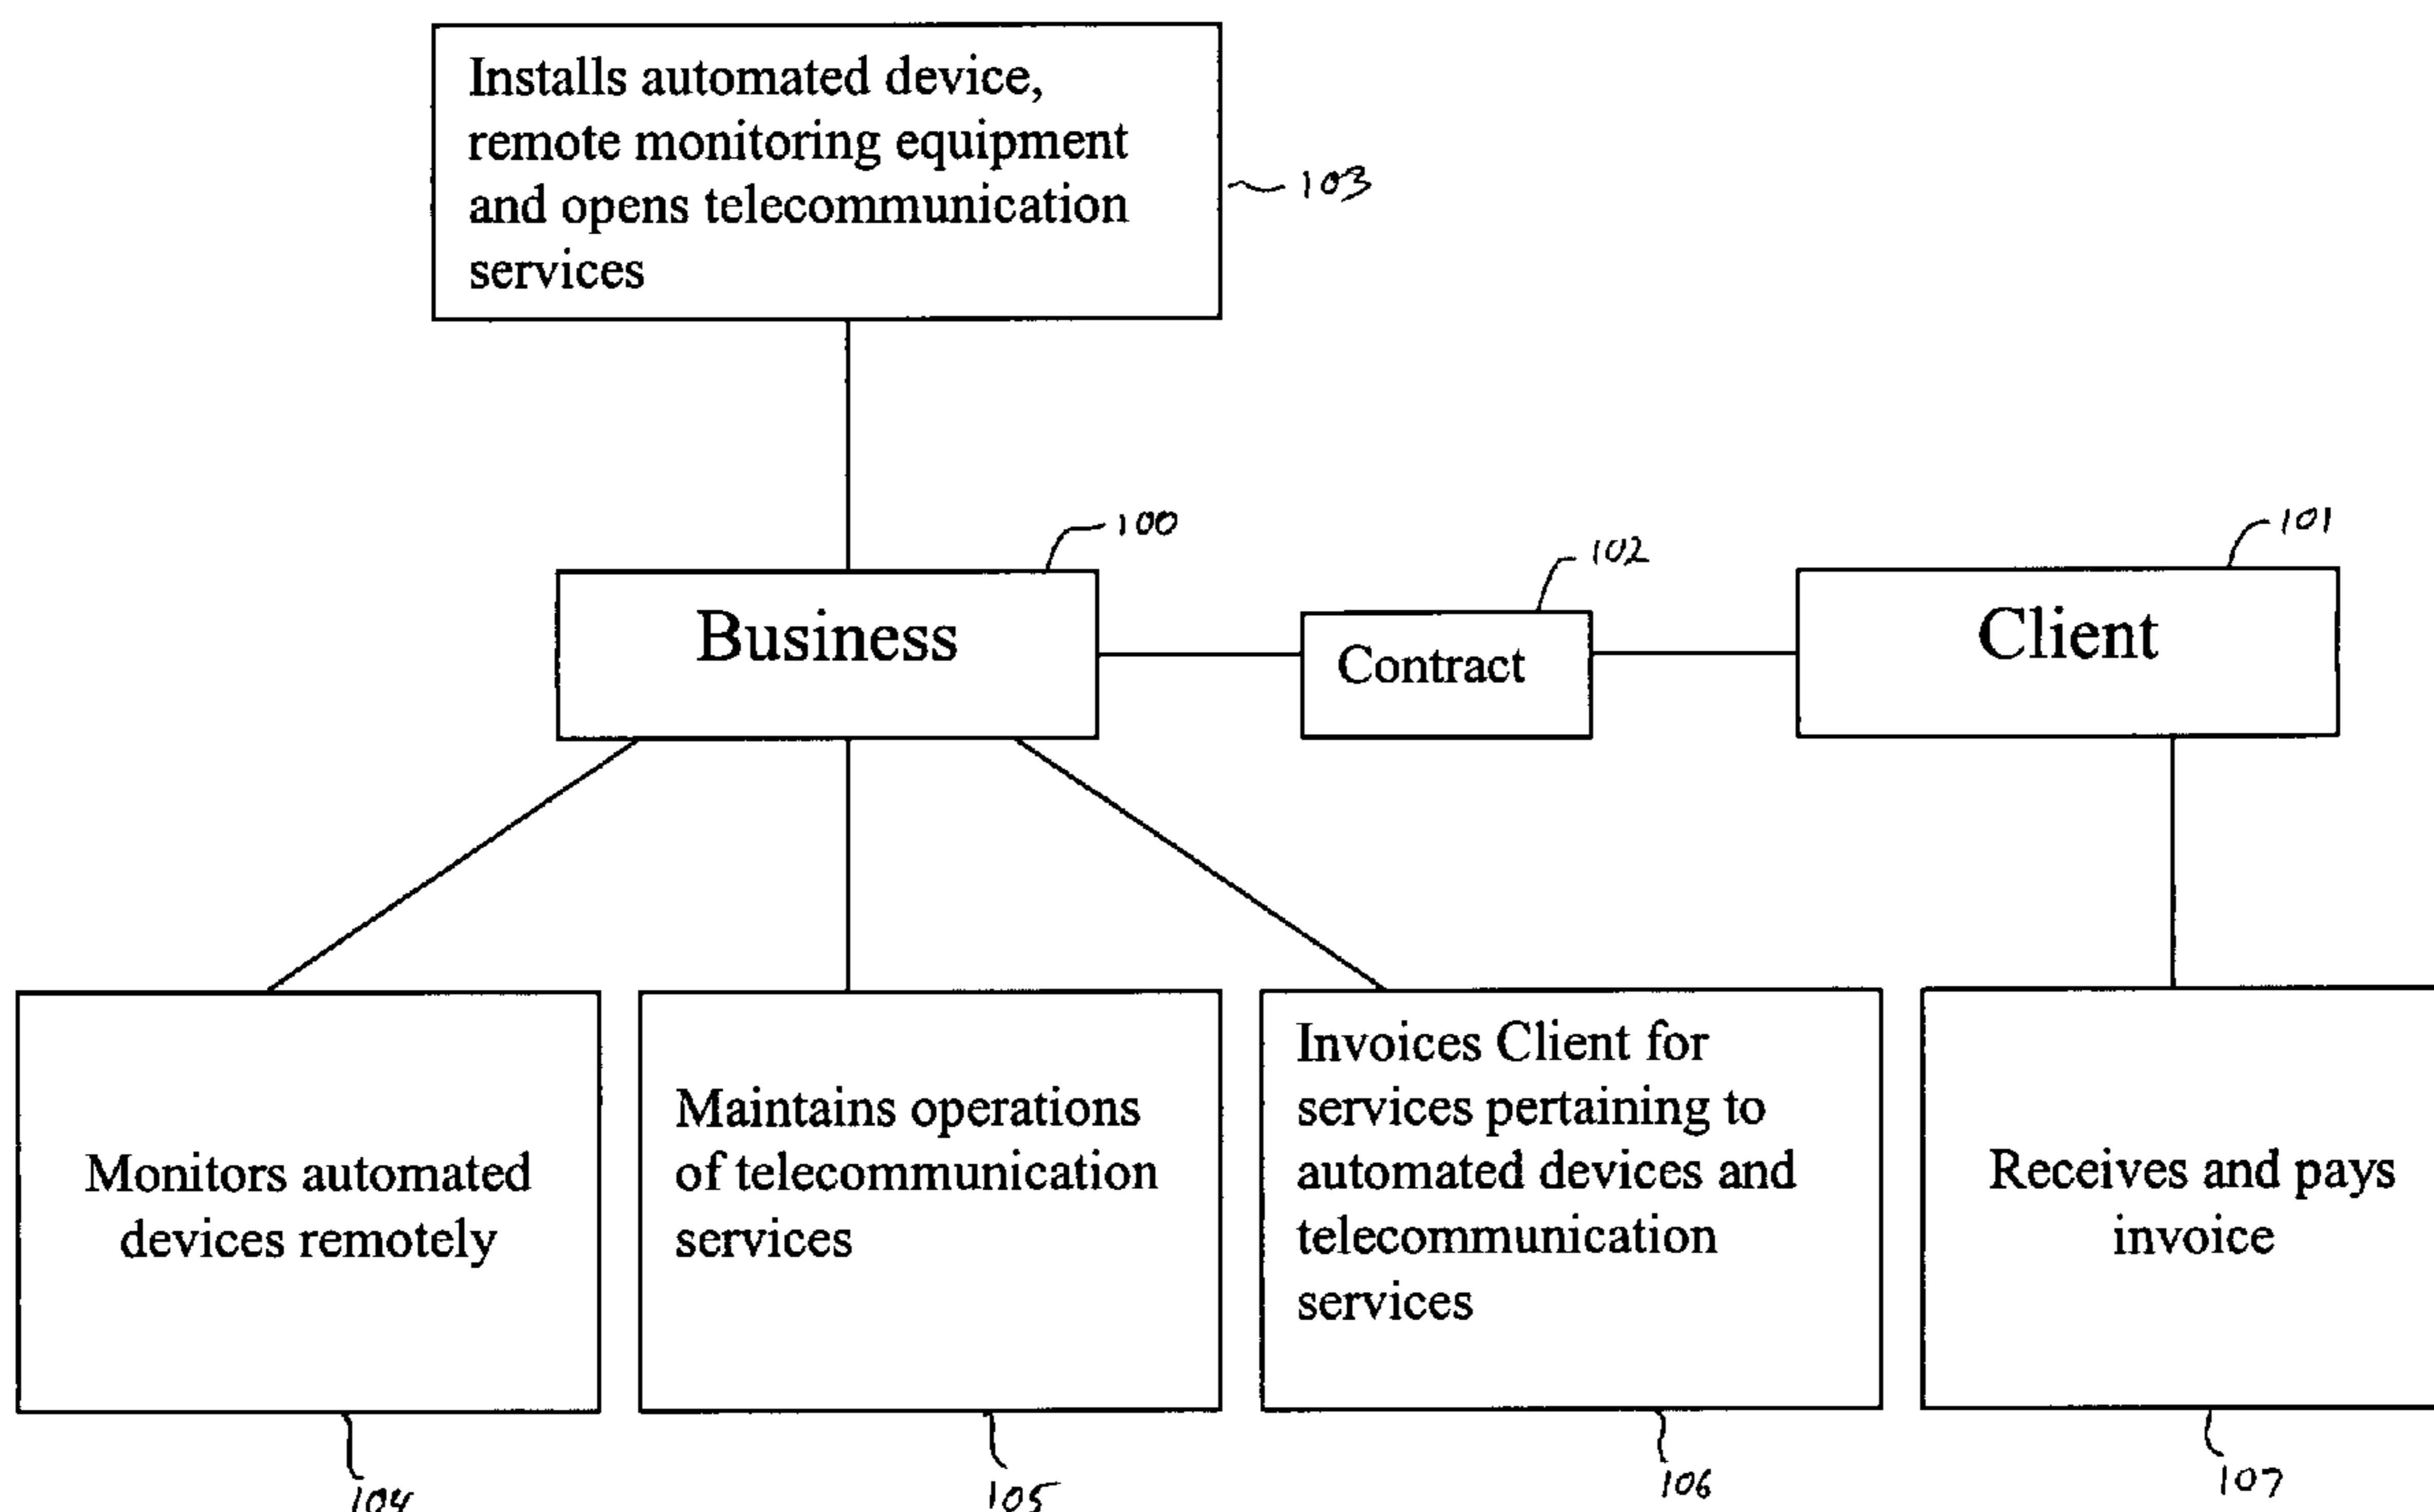 Installs automated device,
remote monitoring equipment
and opens telecommunication
services
103
100
101
102
Business
Contract
Client
Monitors automated
devices remotely
Maintains operations
of telecommunication
services
Invoices Client for
services pertaining to
automated devices and
telecommunication
services
Receives and pays
invoice
104
105
106
107